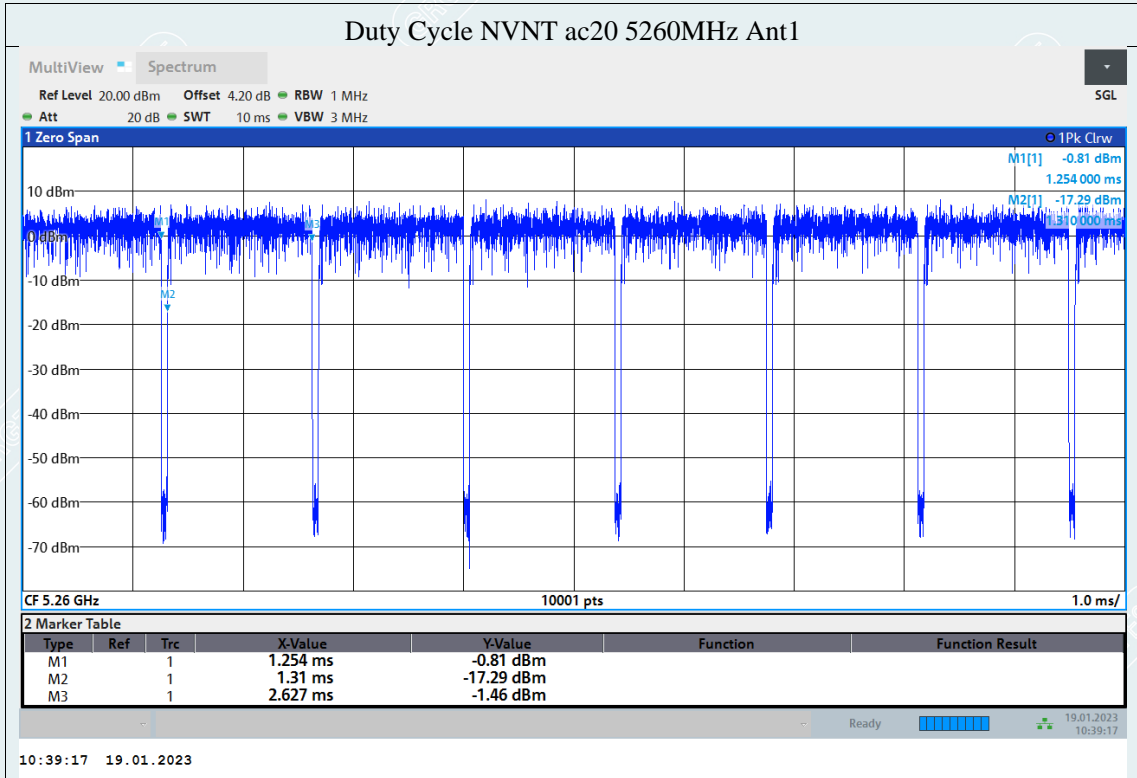 Duty Cycle NVNT ac20 5260MHz Ant1
MultiView Spectrum
Ref Level 20.00 dBm Offset 4.20 dB RBW 1 MHz SGL
Att 20 dB SWT 10 ms VBW 3 MHz
1 Zero Span 1Pk Clrw
M1[1] -0.81 dBm
1.254 000 ms
10 dBm M2[1] -17.29 dBm
M1 M3 1.310 000 ms
0 dBm
-10 dBm
M2
-20 dBm
-30 dBm
-40 dBm
-50 dBm
-60 dBm
-70 dBm
CF 5.26 GHz 10001 pts 1.0 ms/
2 Marker Table
Type Ref Trc X-Value Y-Value Function Function Result
M1 1 1.254 ms -0.81 dBm
M2 1 1.31 ms -17.29 dBm
M3 1 2.627 ms -1.46 dBm
Ready 19.01.2023
10:39:17
10:39:17 19.01.2023